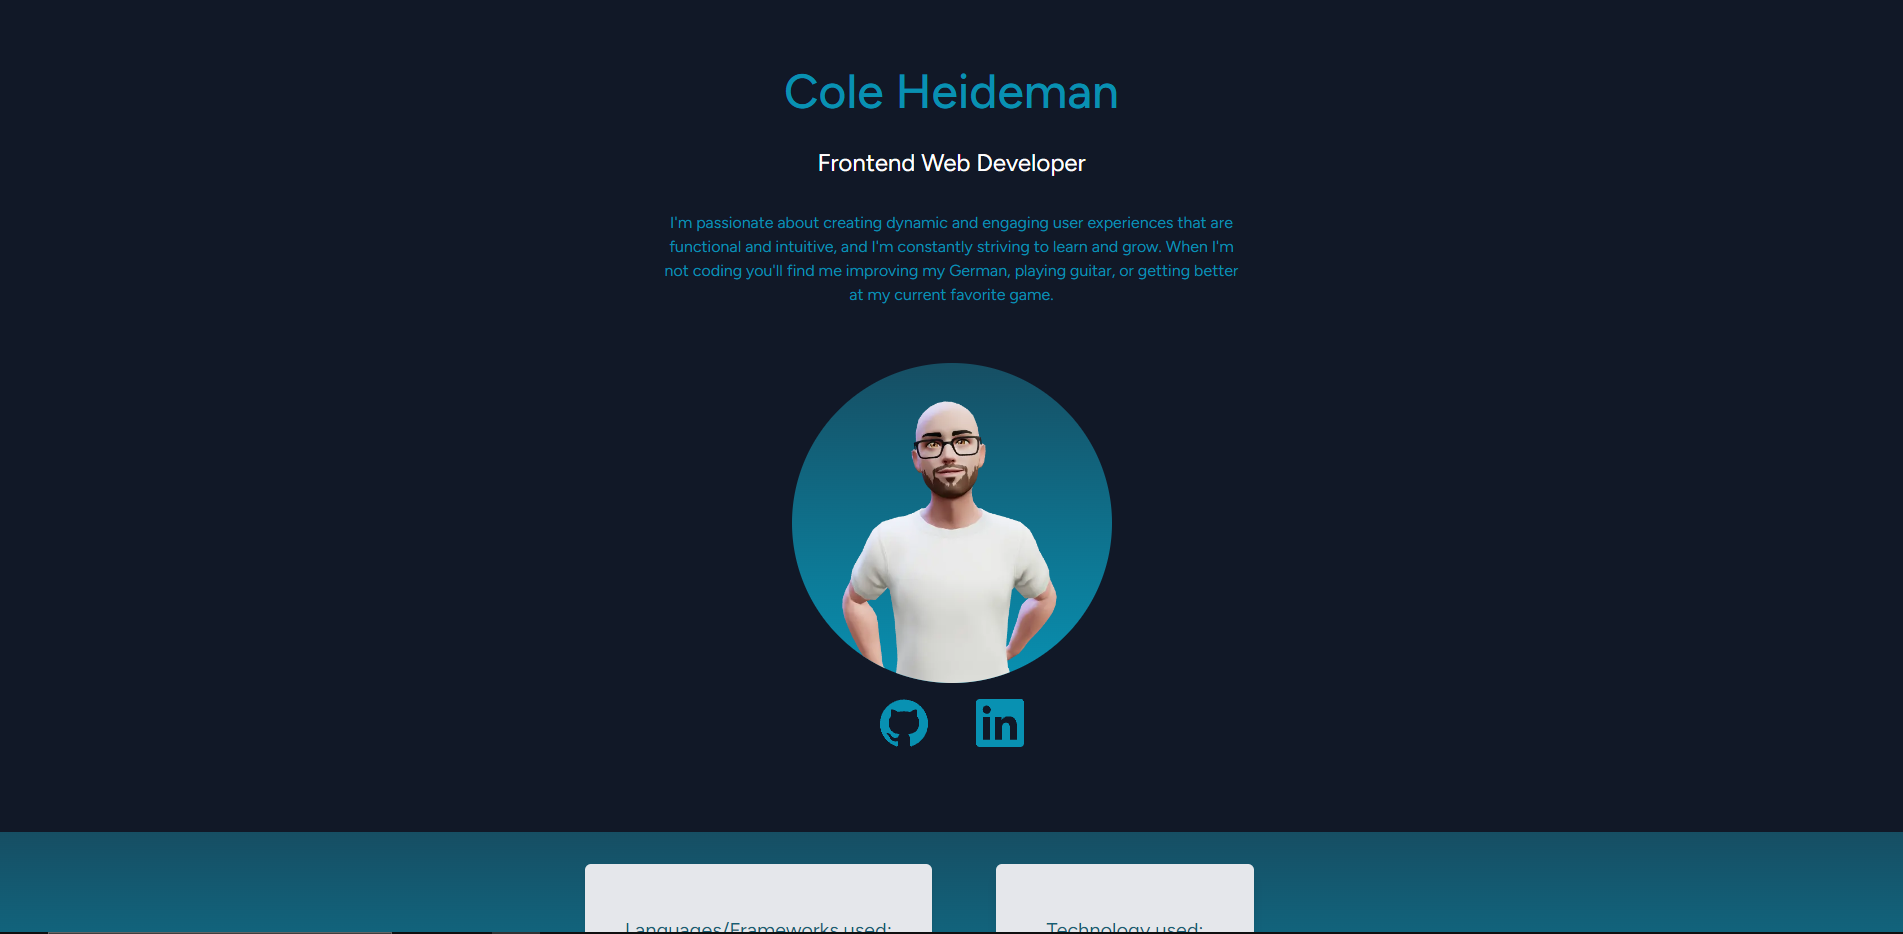 Cole Heideman
Frontend Web Developer
I'm passionate about creating dynamic and engaging user experiences that are
functional and intuitive, and I'm constantly striving to learn and grow. When I'm
not coding you'll find me improving my German, playing guitar, or getting better
at my current favorite game.
in
Languages/Frameworks used:
Technology used: